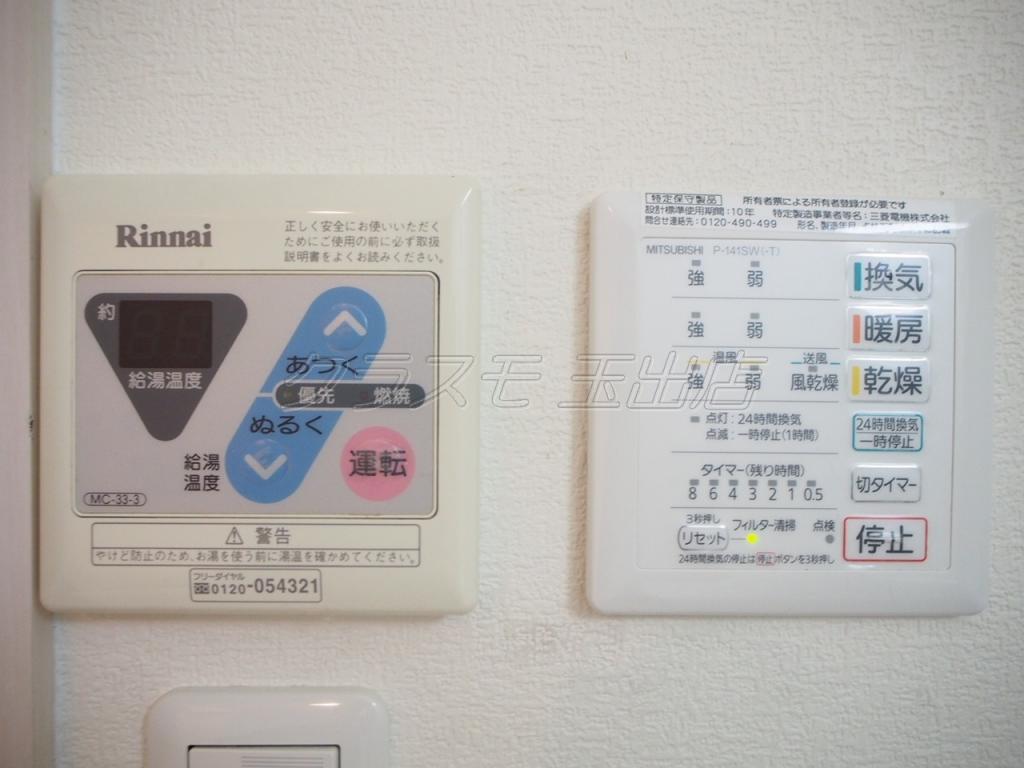 Rinnai
正しく安全にお使いいただく
ためにご使用の前に必ず取扱
説明書をよくお読みください。
約
給湯温度
あつく
優先 燃焼
ぬるく
給湯
温度
運転
MC-33-3
警告
やけど防止のため、お湯を使う前に湯温を確かめてください。
フリーダイヤル
0120-054321
特定保守製品 所有者票による所有者登録が必要です
設計標準使用期間:10年 特定製造事業者等名:三菱電機株式会社
問合せ連絡先:0120-490-499 形名、製造年月
MITSUBISHI P-141SW(-T)
強 弱 換気
強 弱 暖房
温風 送風
強 弱 風乾燥 乾燥
点灯:24時間換気
点滅:一時停止(1時間)
24時間換気
一時停止
タイマー(残り時間)
8 6 4 3 2 1 0.5
切タイマー
3秒押し
リセット フィルター清掃 点検
停止
24時間換気の停止は停止ボタンを3秒押し
クラスモ 玉出店